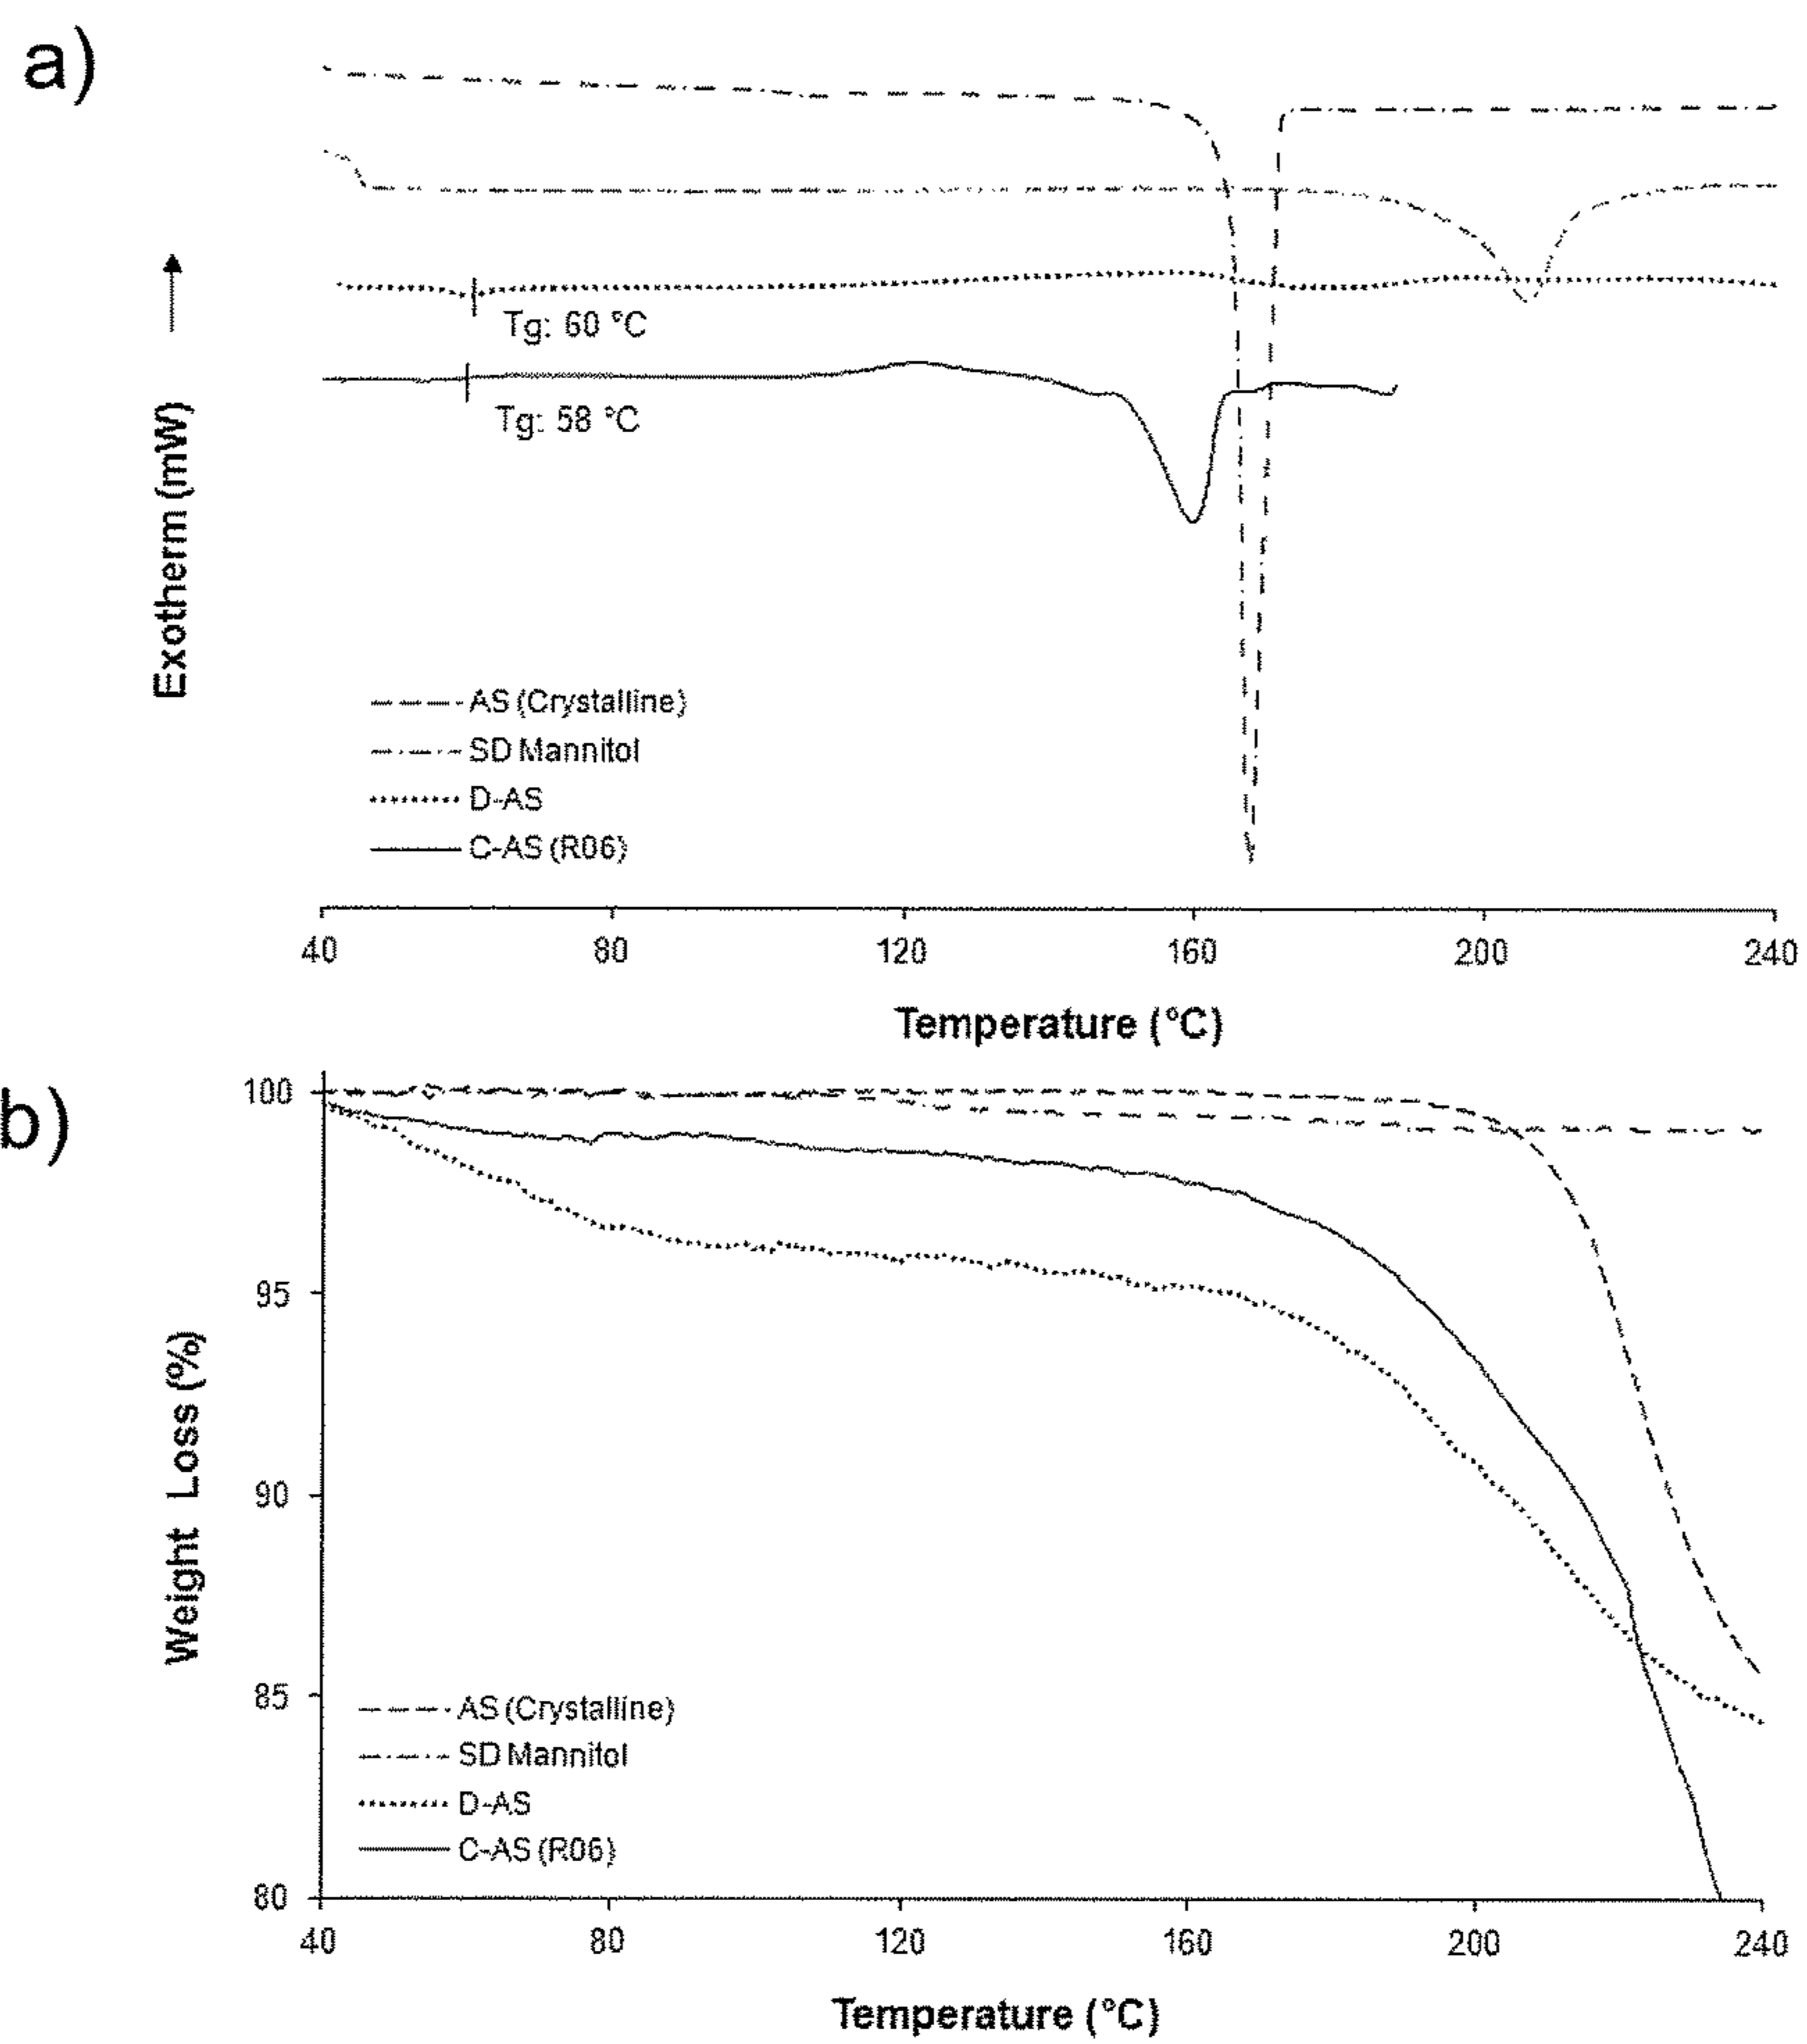 a)
Exotherm (mW)
Tg: 60 °C
Tg: 58 °C
AS (Crystalline)
SD Mannitol
D-AS
C-AS (R06)
40 80 120 160 200 240
Temperature (°C)
b)
Weight Loss (%)
100
95
90
85
80
AS (Crystalline)
SD Mannitol
D-AS
C-AS (R06)
40 80 120 160 200 240
Temperature (°C)